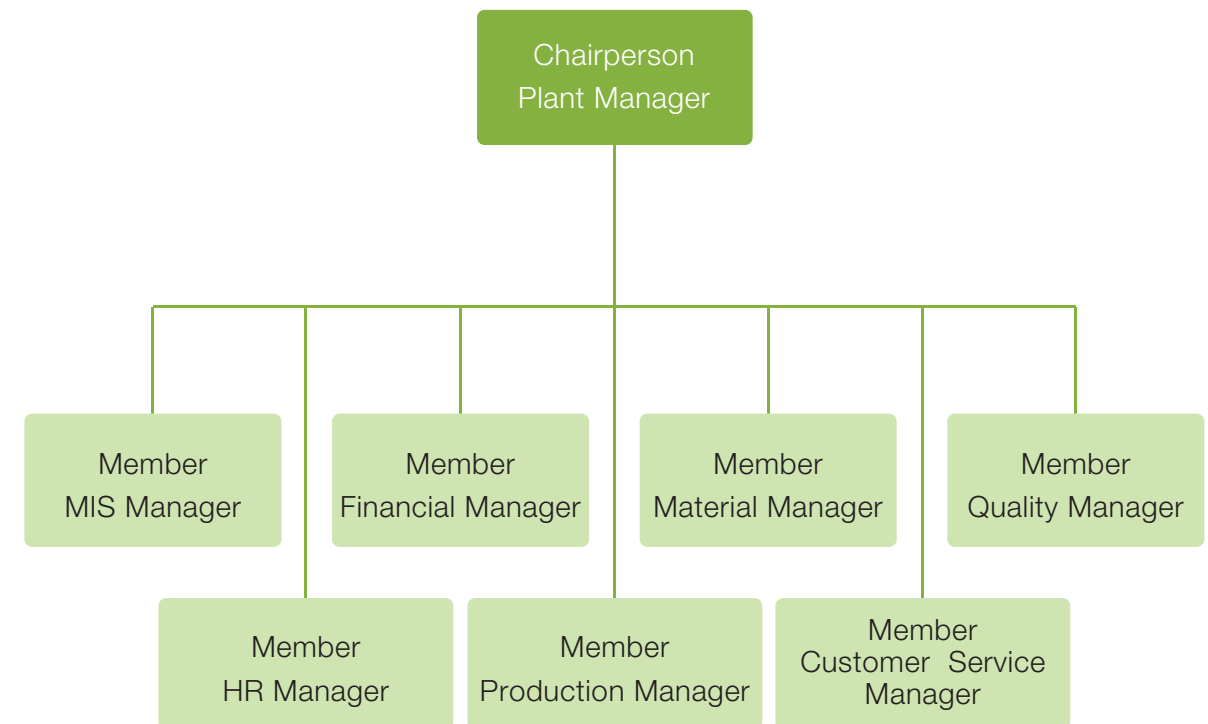 Chairperson
Plant Manager
Member
MIS Manager
Member
Financial Manager
Member
Material Manager
Member
Quality Manager
Member
HR Manager
Member
Production Manager
Member
Customer Service
Manager